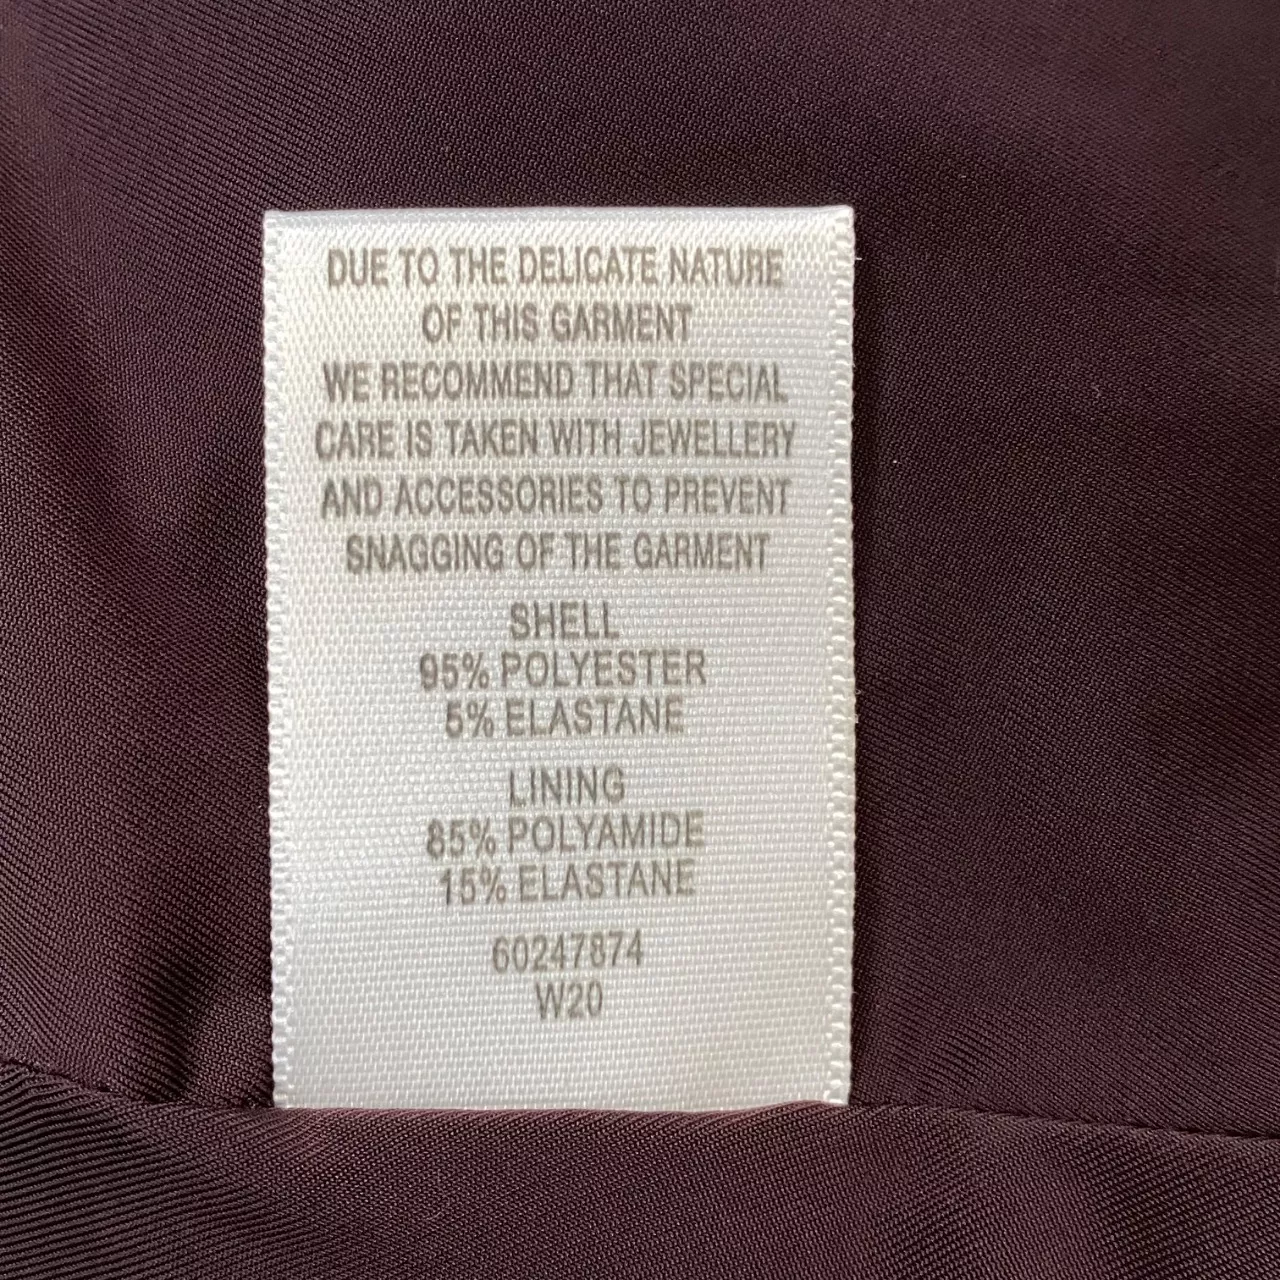 DUE TO THE DELICATE NATURE
OF THIS GARMENT
WE RECOMMEND THAT SPECIAL
CARE IS TAKEN WITH JEWELLERY
AND ACCESSORIES TO PREVENT
SNAGGING OF THE GARMENT
SHELL
95% POLYESTER
5% ELASTANE
LINING
85% POLYAMIDE
15% ELASTANE
60247874
W20